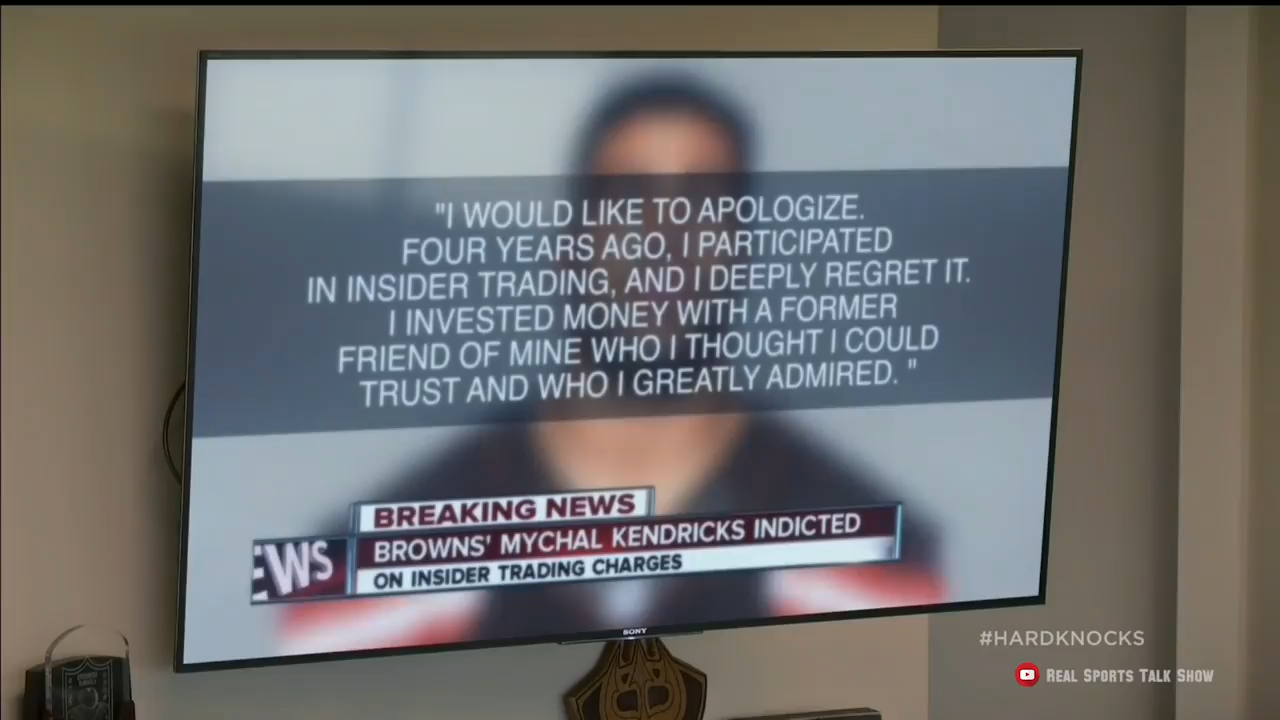 "I WOULD LIKE TO APOLOGIZE.
FOUR YEARS AGO, I PARTICIPATED
IN INSIDER TRADING, AND I DEEPLY REGRET IT.
I INVESTED MONEY WITH A FORMER
FRIEND OF MINE WHO I THOUGHT I COULD
TRUST AND WHO I GREATLY ADMIRED. "
BREAKING NEWS
EWS
BROWNS' MYCHAL KENDRICKS INDICTED
ON INSIDER TRADING CHARGES
SONY
#HARDKNOCKS
REAL SPORTS TALK SHOW